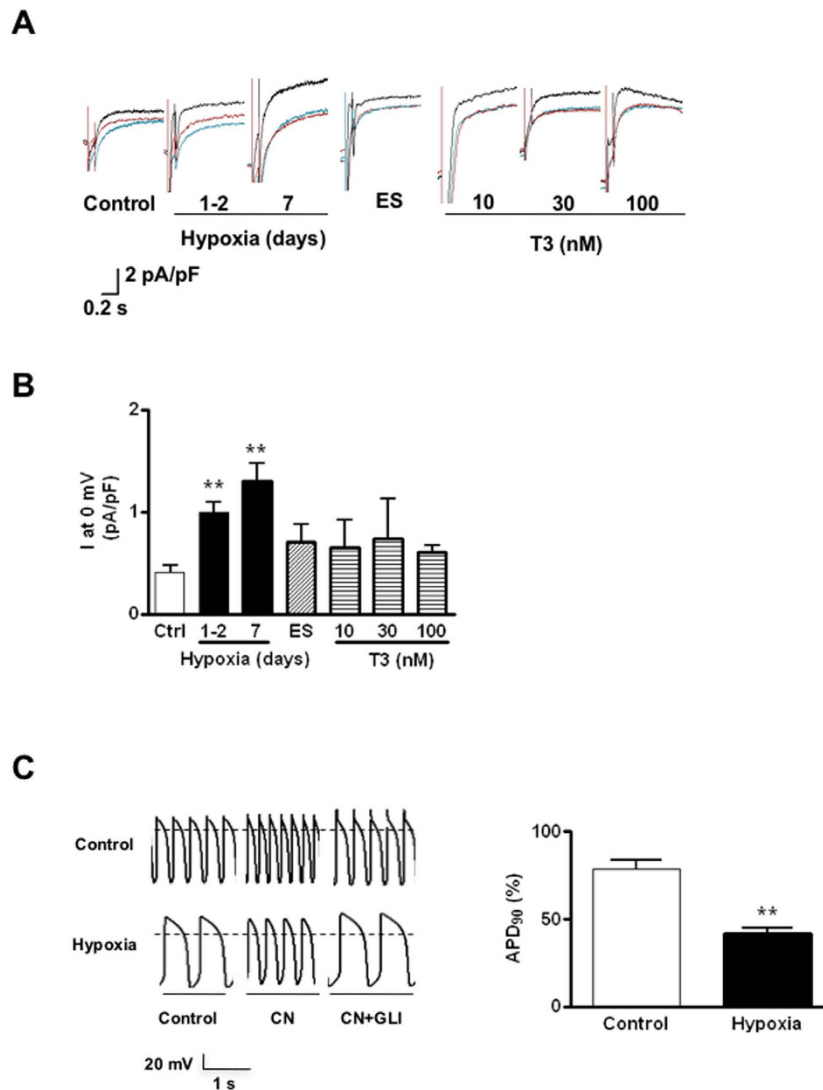 A
Control
1-2
7
ES
10
30
100
Hypoxia (days)
T3 (nM)
2 pA/pF
0.2 s
B
I at 0 mV
(pA/pF)
2
1
0
**
**
Ctrl
1-2
7
ES
10
30
100
Hypoxia (days)
T3 (nM)
C
Control
Hypoxia
Control
CN
CN+GLI
20 mV
1 s
APD90 (%)
100
50
0
**
Control
Hypoxia